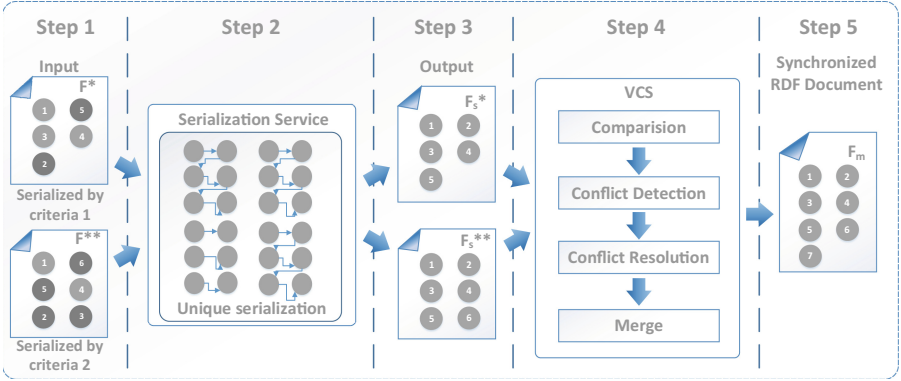 Step 1
Step 2
Step 3
Step 4
Step 5
Input
F*
1 5
3 4
2
Serialized by
criteria 1
F**
1 6
5 4
2 3
Serialized by
criteria 2
Serialization Service
Unique serialization
Output
Fs*
1 2
3 4
5
Fs**
1 2
3 4
5 6
VCS
Comparision
Conflict Detection
Conflict Resolution
Merge
Synchronized
RDF Document
Fm
1 2
3 4
5 6
7